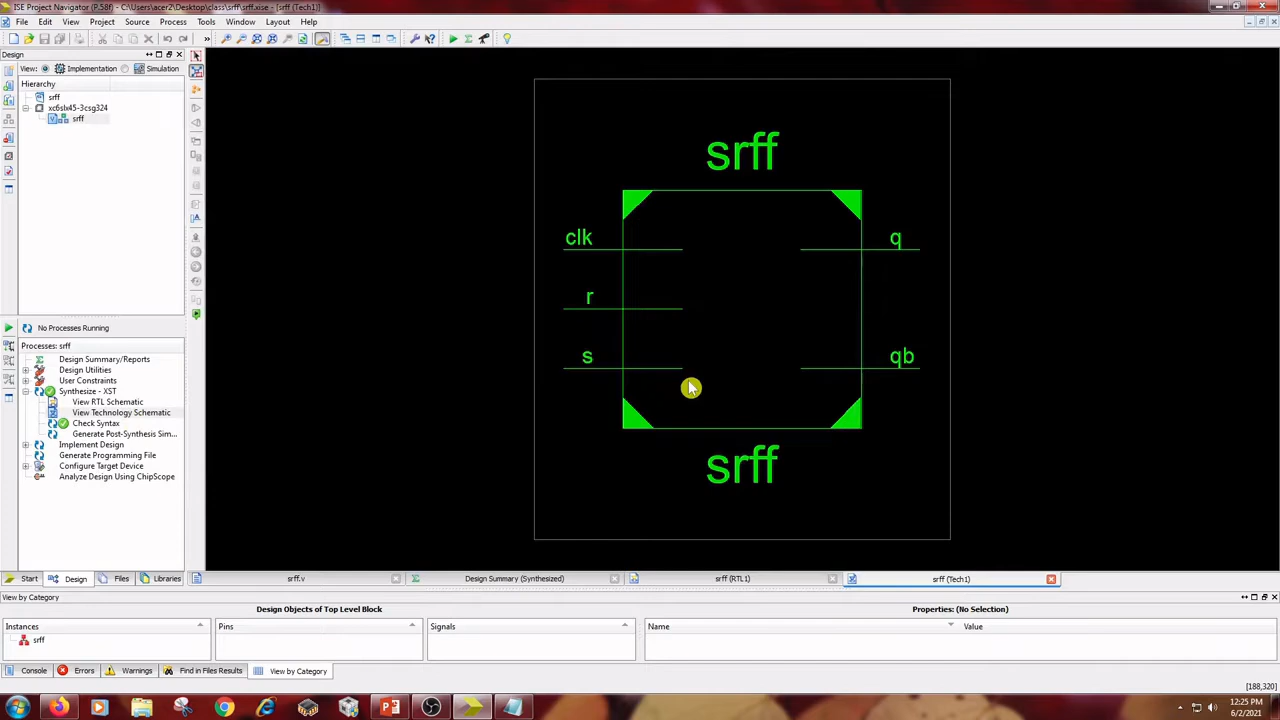 ISE Project Navigator (P.58f) - C:\Users\acer2\Desktop\class\srff\srff.xise - [srff (Tech1)]
File Edit View Project Source Process Tools Window Layout Help
Design
View: Implementation Simulation
Hierarchy
srff
xc6slx45-3csg324
srff
No Processes Running
Processes: srff
Design Summary/Reports
Design Utilities
User Constraints
Synthesize - XST
View RTL Schematic
View Technology Schematic
Check Syntax
Generate Post-Synthesis Sim...
Implement Design
Generate Programming File
Configure Target Device
Analyze Design Using ChipScope
Start Design Files Libraries
srff
clk
q
r
s
qb
srff
srff.v
Design Summary (Synthesized)
srff (RTL1)
srff (Tech1)
View by Category
Design Objects of Top Level Block
Properties: (No Selection)
Instances
Pins
Signals
Name
Value
srff
Console Errors Warnings Find in Files Results View by Category
[188,320]
12:25 PM
6/2/2021